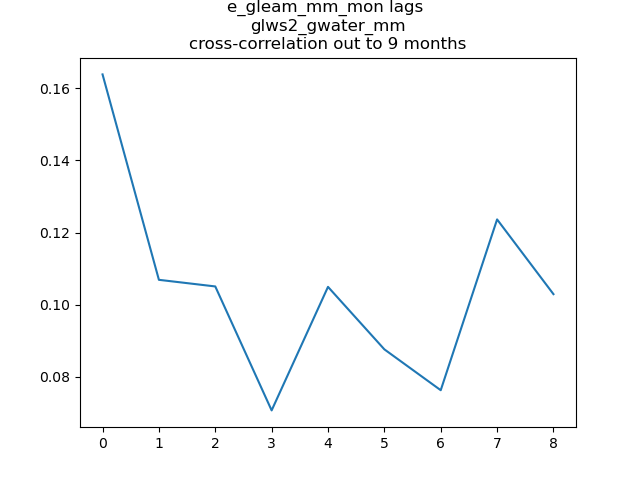 e_gleam_mm_mon lags
glws2_gwater_mm
cross-correlation out to 9 months
0.16
0.14
0.12
0.10
0.08
0 1 2 3 4 5 6 7 8